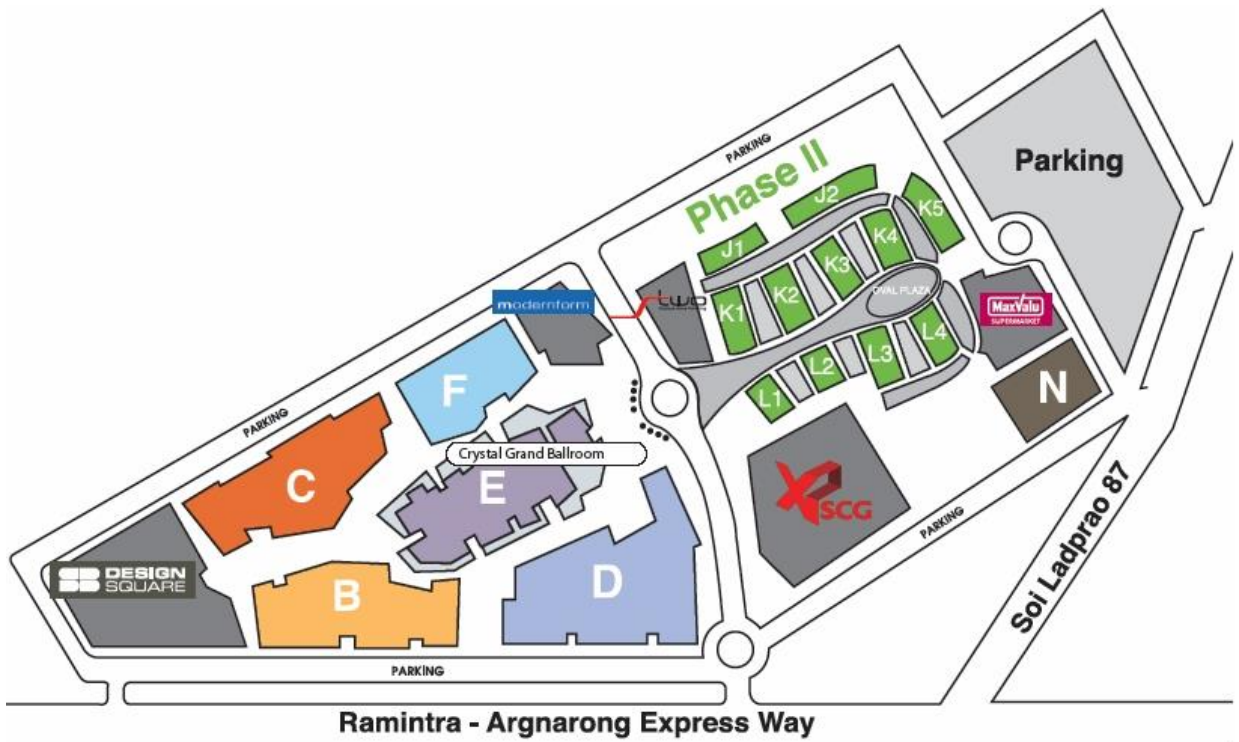 PARKING
Parking
Phase II
J2
K5
J1
K4
K3
K2
K1
OVAL PLAZA
modernform
two
MaxValu
SUPERMARKET
L4
L3
L2
L1
N
F
Crystal Grand Ballroom
PARKING
C
E
SCG
PARKING
Soi Ladprao 87
DESIGN
SQUARE
B
D
PARKING
Ramintra - Argnarong Express Way